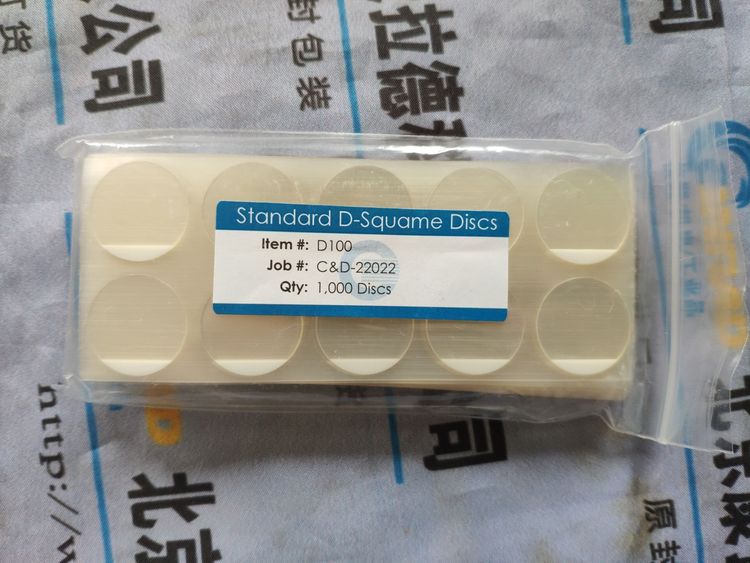 公司
封包装
拉德
司
Standard D-Squame Discs
Item #: D100
Job #: C&D-22022
Qty: 1,000 Discs
http://w
北京
司
北京
原封